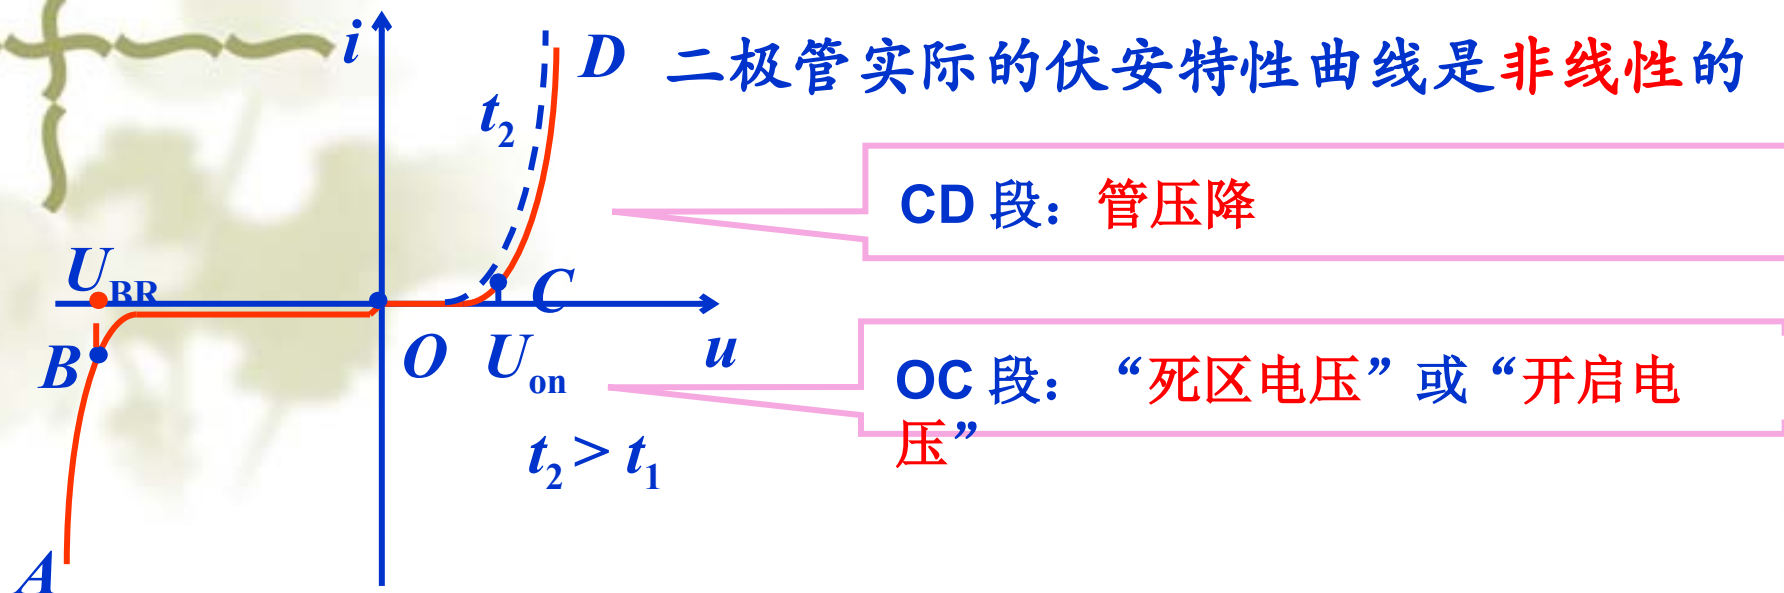 i
D
二极管实际的伏安特性曲线是非线性的
t2
CD 段：管压降
UBR
C
B
O
Uon
u
OC 段：“死区电压”或“开启电
压”
t2 > t1
A